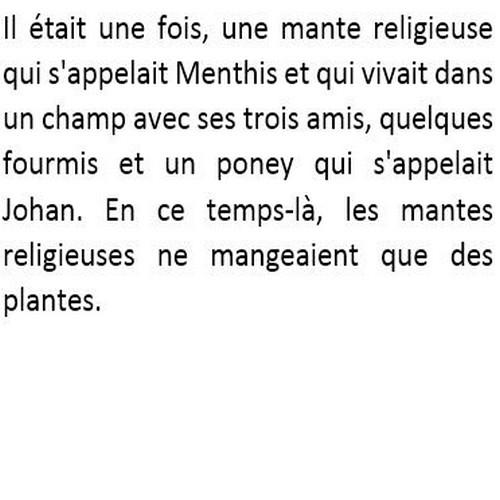 Il était une fois, une mante religieuse
qui s'appelait Menthis et qui vivait dans
un champ avec ses trois amis, quelques
fourmis et un poney qui s'appelait
Johan. En ce temps-là, les mantes
religieuses ne mangeaient que des
plantes.